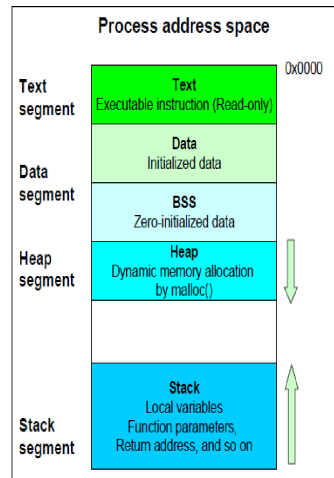 Process address space
0x0000
Text
segment
Text
Executable instruction (Read-only)
Data
segment
Data
Initialized data
BSS
Zero-initialized data
Heap
segment
Heap
Dynamic memory allocation
by malloc()
Stack
segment
Stack
Local variables
Function parameters,
Return address, and so on